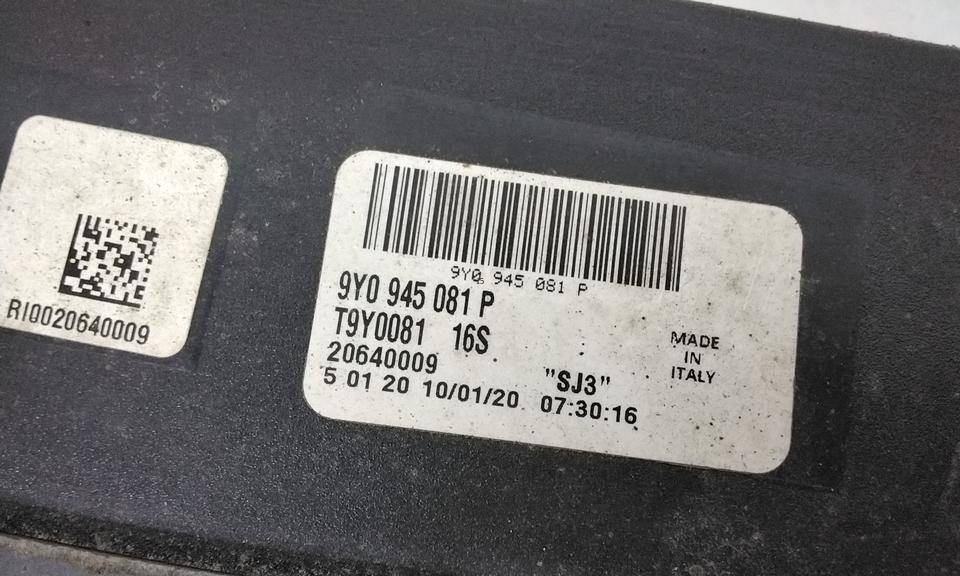 RI0020640009
9Y0 945 081 P
9Y0 945 081 P
T9Y0081 16S
20640009 "SJ3"
5 01 20 10/01/20 07:30:16
MADE
IN
ITALY